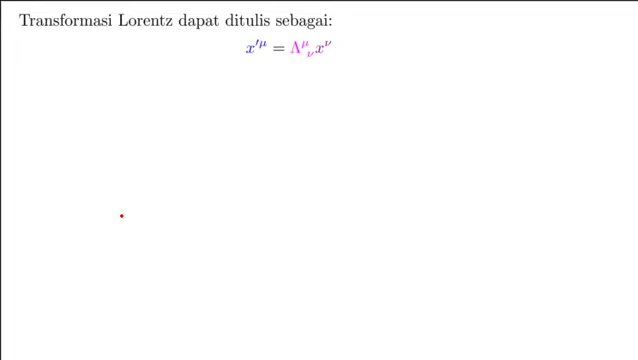 Transformasi Lorentz dapat ditulis sebagai:
x′^μ = Λ^μ_ν x^ν